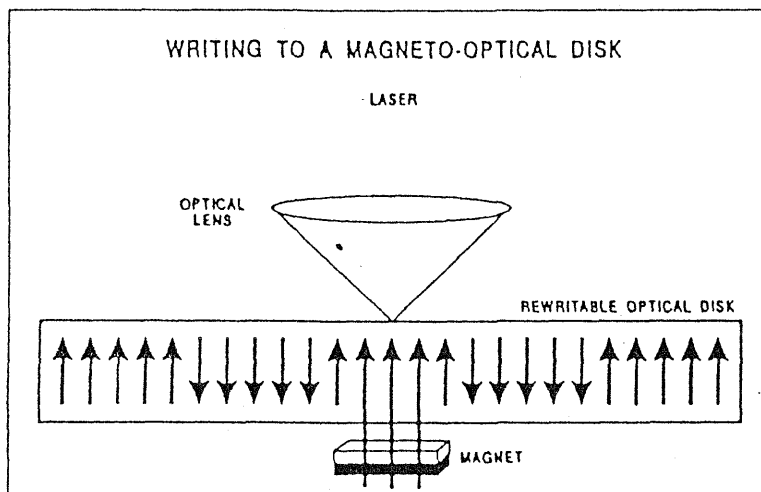 WRITING TO A MAGNETO-OPTICAL DISK
LASER
OPTICAL
LENS
REWRITABLE OPTICAL DISK
MAGNET